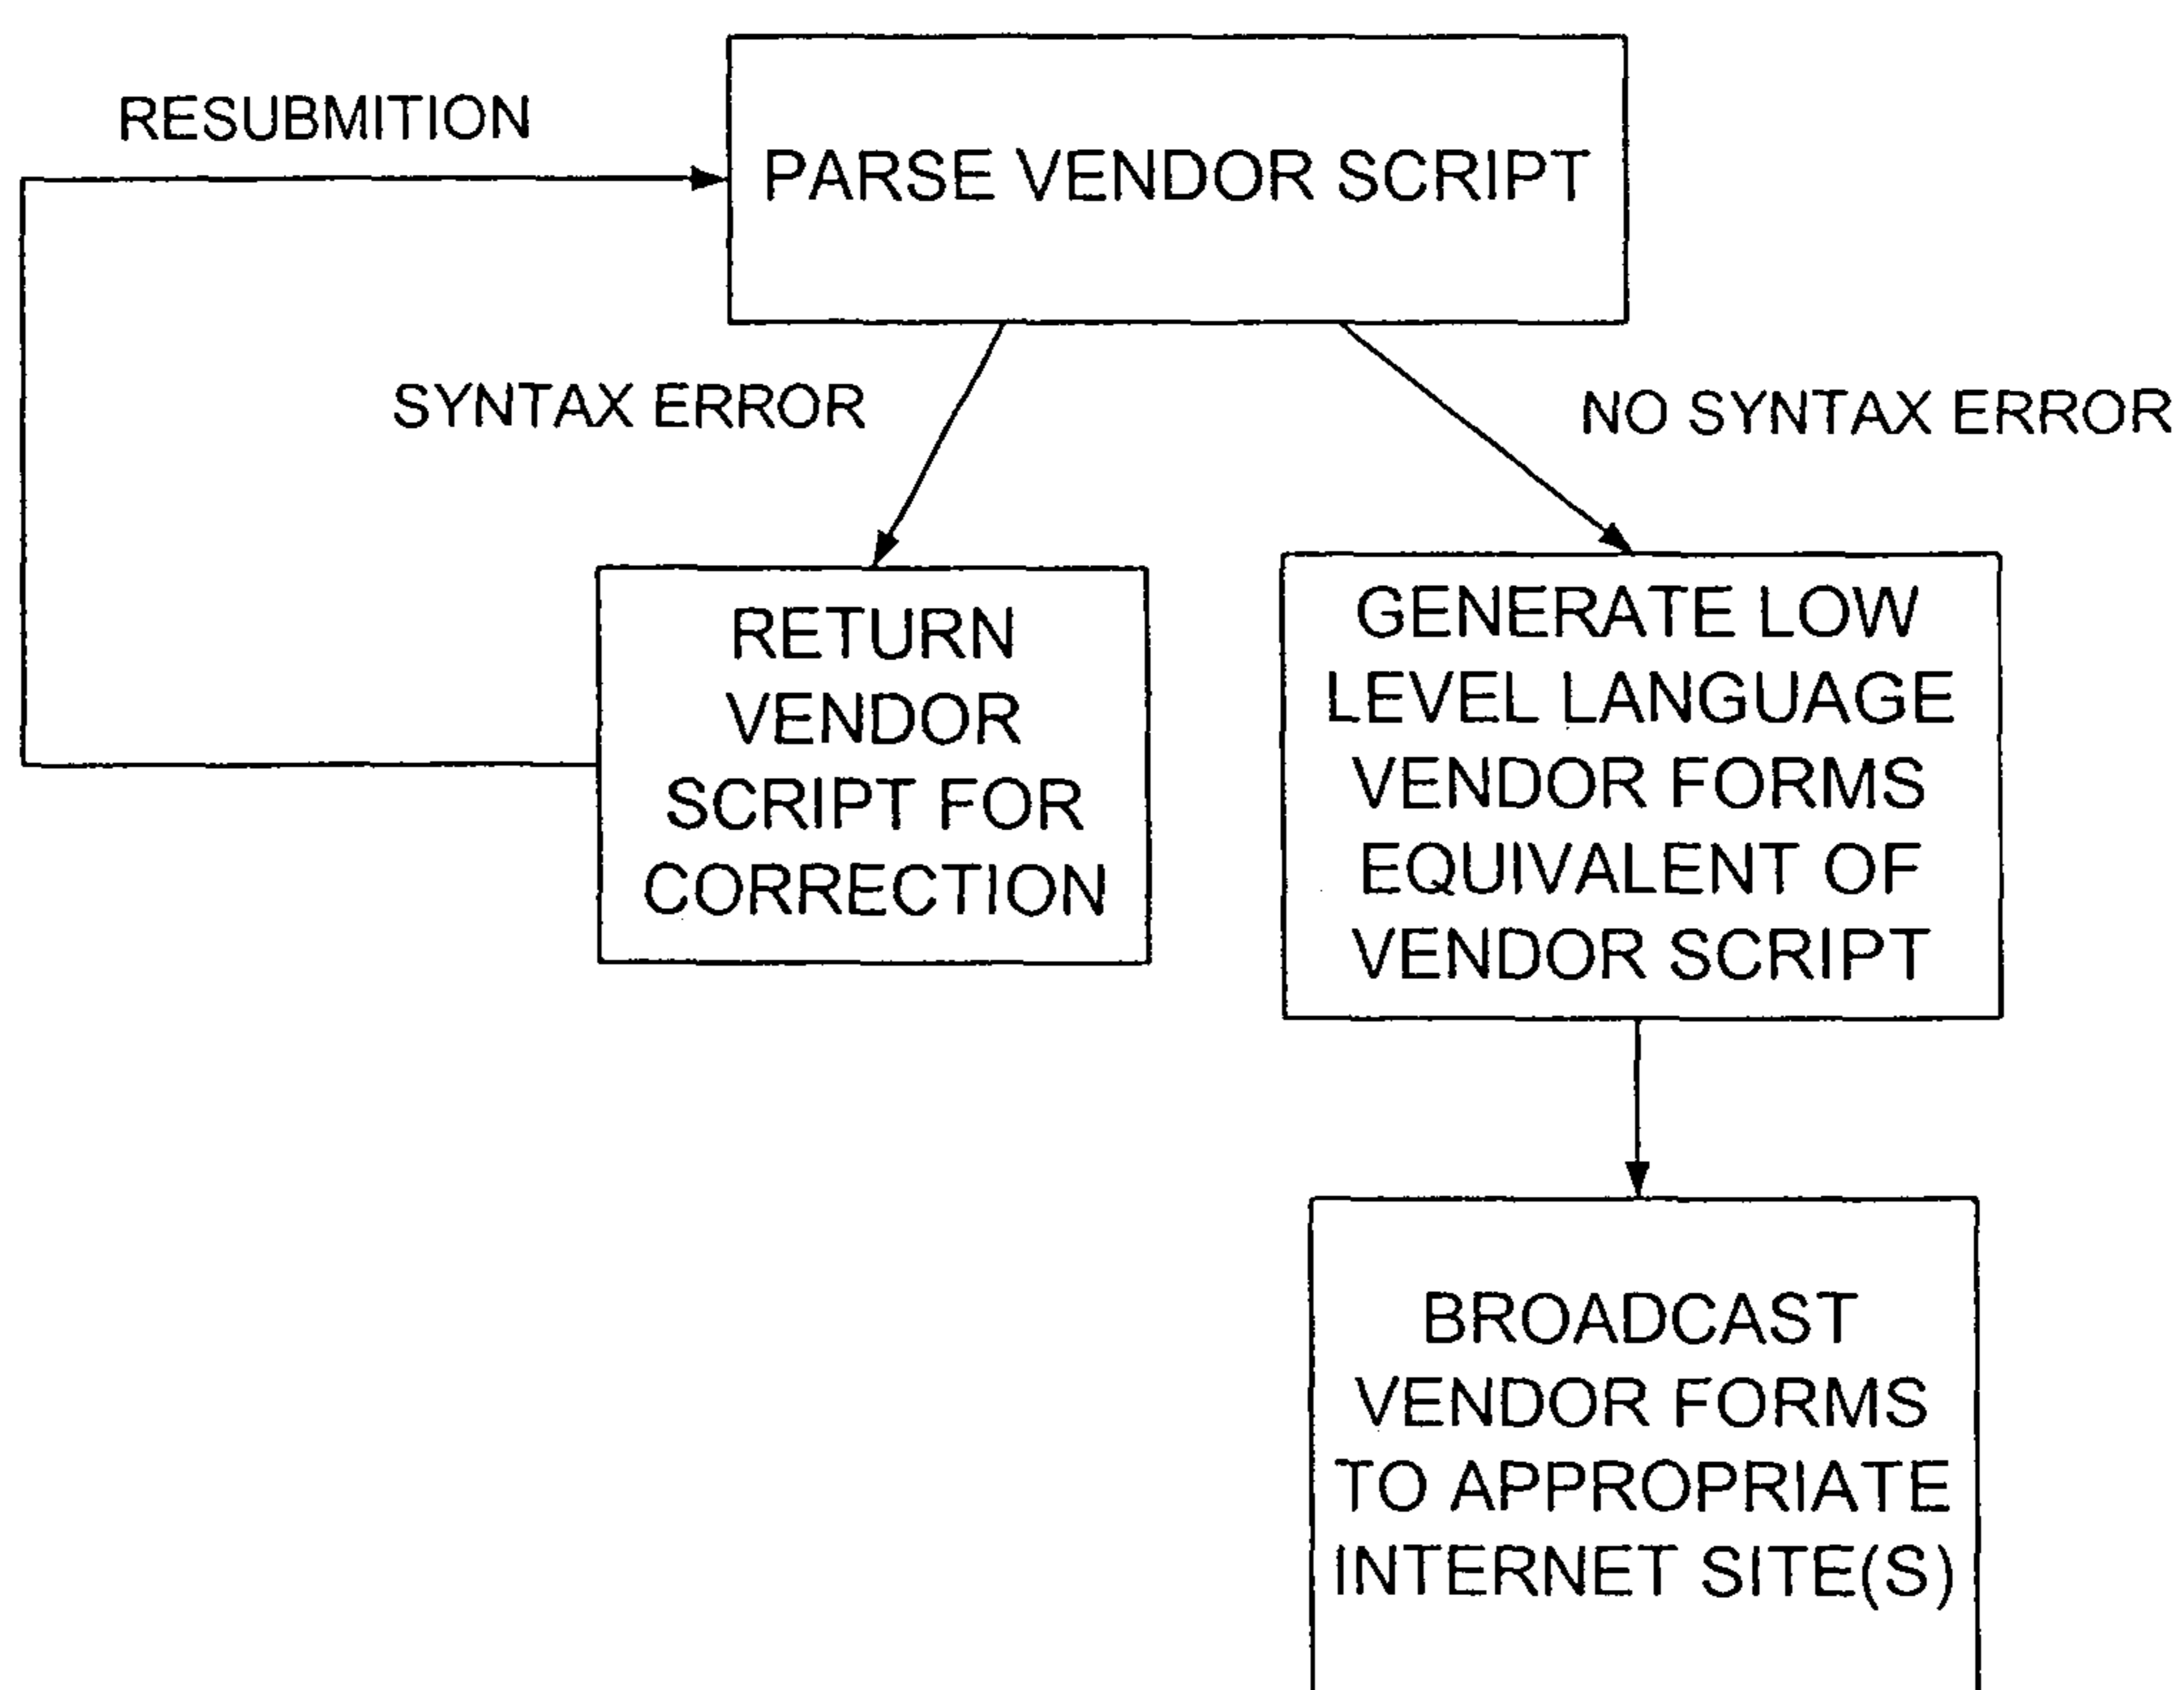 RESUBMITION
PARSE VENDOR SCRIPT
SYNTAX ERROR
NO SYNTAX ERROR
RETURN
VENDOR
SCRIPT FOR
CORRECTION
GENERATE LOW
LEVEL LANGUAGE
VENDOR FORMS
EQUIVALENT OF
VENDOR SCRIPT
BROADCAST
VENDOR FORMS
TO APPROPRIATE
INTERNET SITE(S)